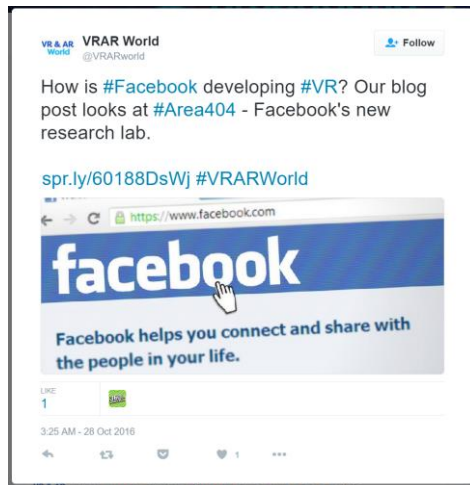 VR & AR World
VRAR World
@VRARworld
Follow
How is #Facebook developing #VR? Our blog
post looks at #Area404 - Facebook's new
research lab.
spr.ly/60188DsWj #VRARWorld
https://www.facebook.com
facebook
Facebook helps you connect and share with
the people in your life.
LIKE
1
3:25 AM - 28 Oct 2016
1